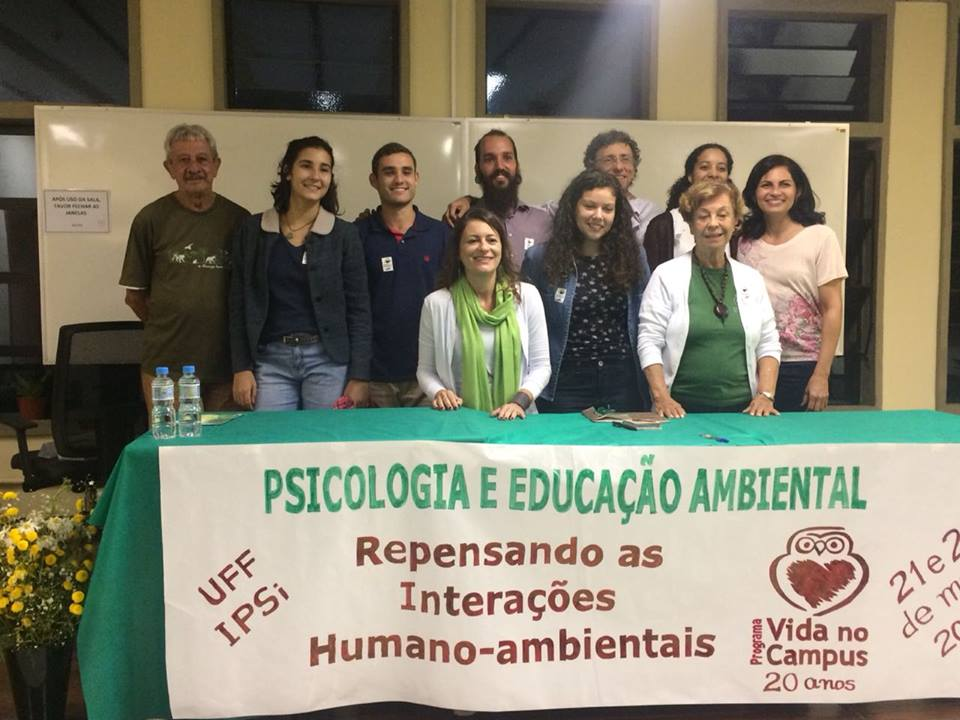 APÓS USO DA SALA,
FAVOR FECHAR AS
JANELAS
PSICOLOGIA E EDUCAÇÃO AMBIENTAL
UFF
IPSi
Repensando as
Interações
Humano-ambientais
Programa
Vida no
Campus
20 anos
21 e 2
de m
20